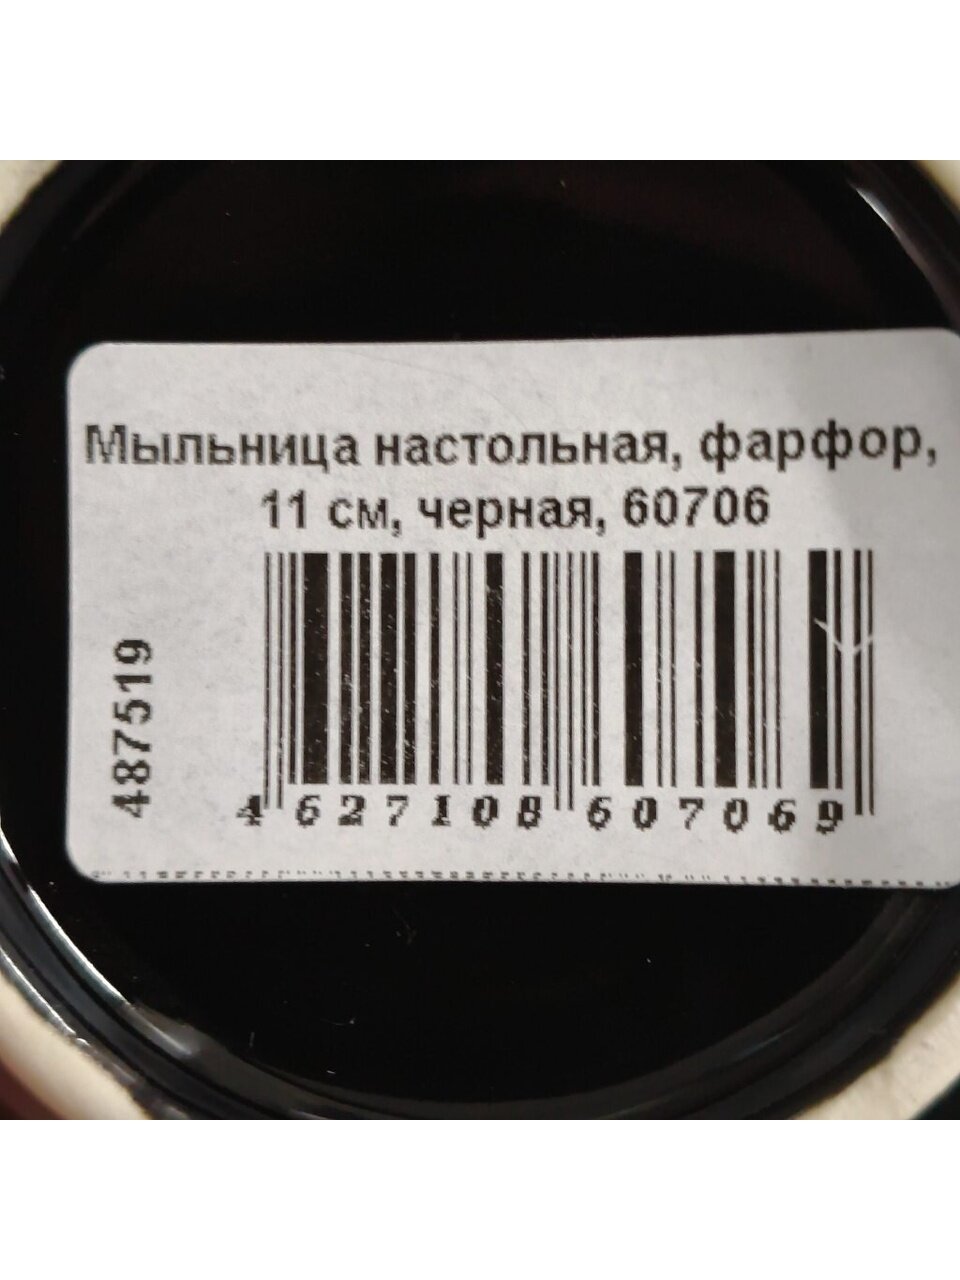 Мыльница настольная, фарфор,
11 см, черная, 60706
487519
4 627108 607069